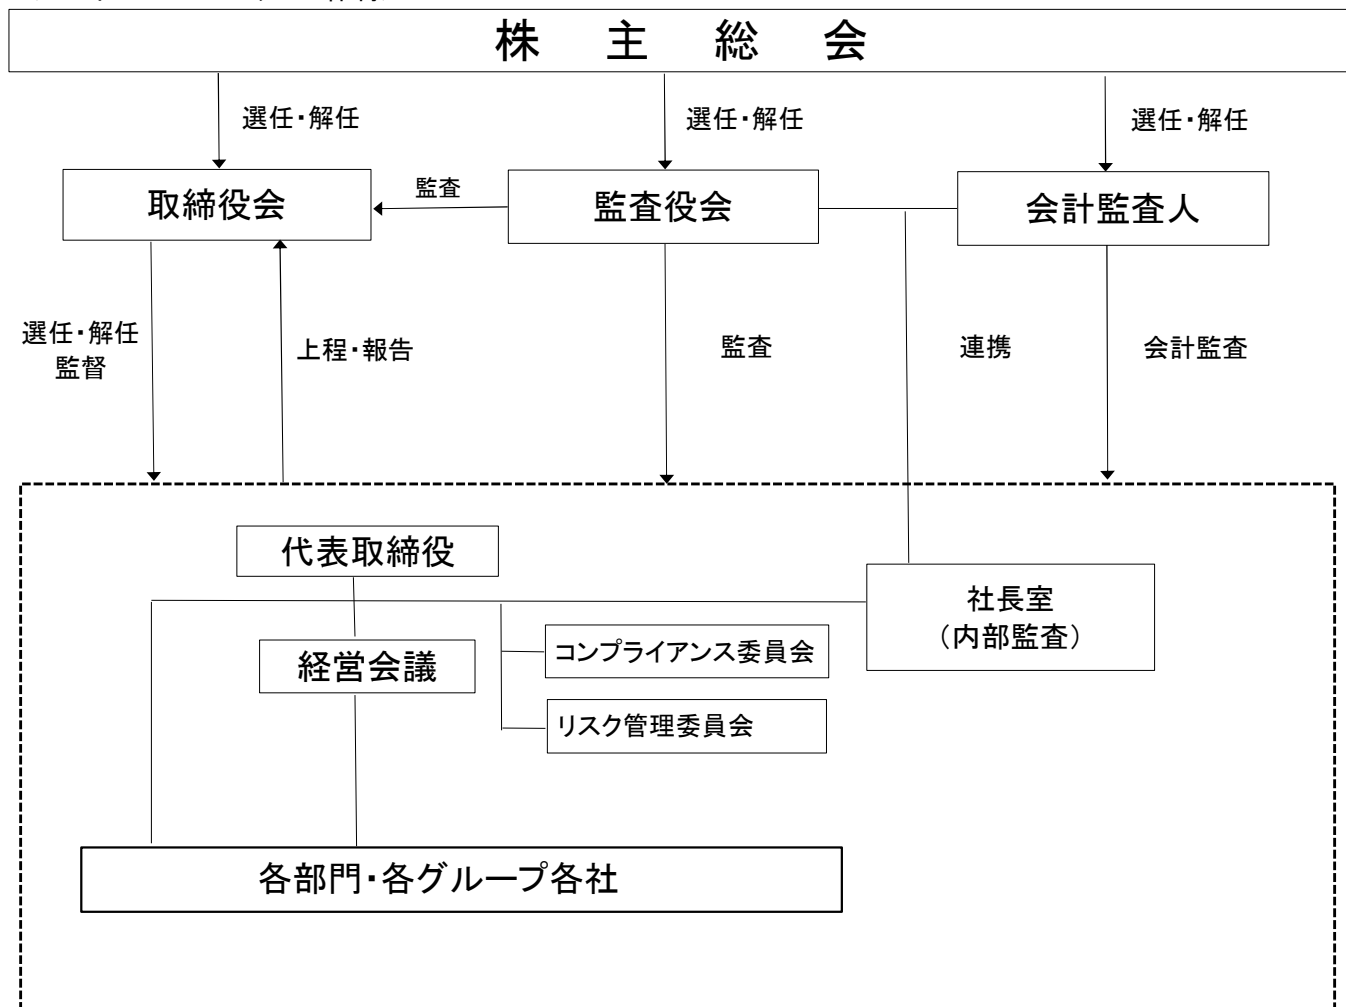 株 主 総 会
選任・解任
選任・解任
選任・解任
取締役会
監査
監査役会
会計監査人
選任・解任
監督
上程・報告
監査
連携
会計監査
代表取締役
社長室
（内部監査）
経営会議
コンプライアンス委員会
リスク管理委員会
各部門・各グループ各社